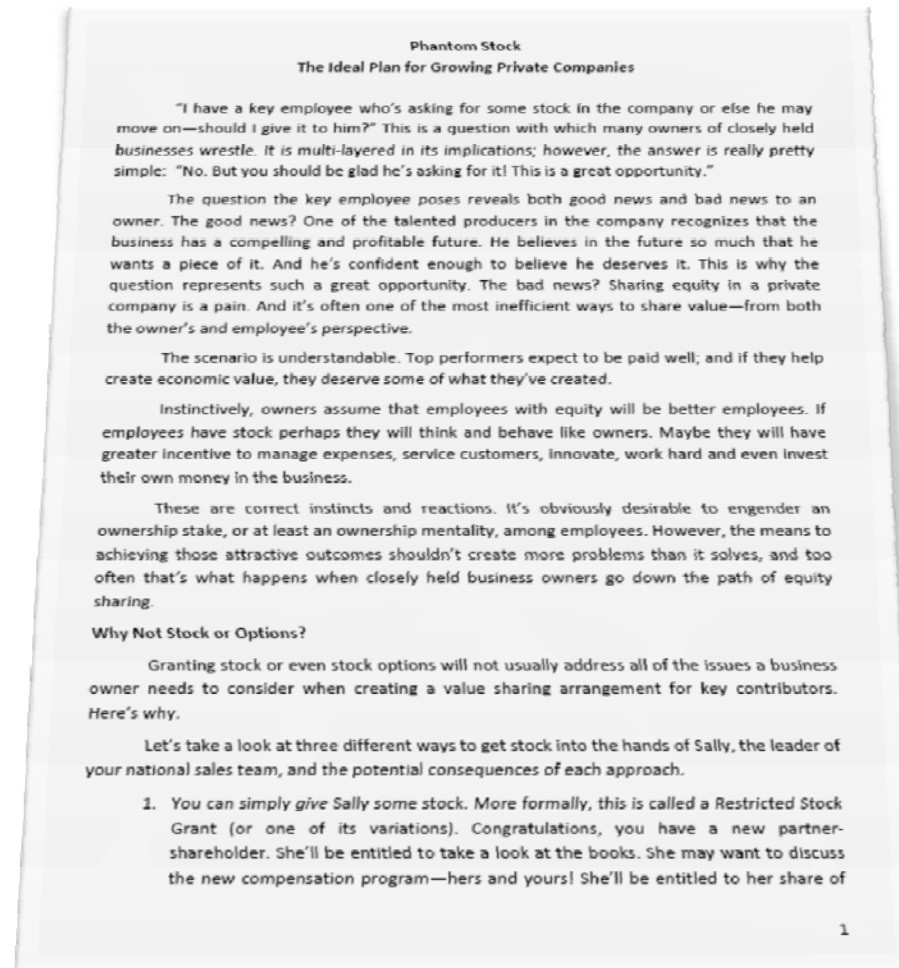 Phantom Stock
The Ideal Plan for Growing Private Companies
"I have a key employee who's asking for some stock in the company or else he may
move on—should I give it to him?" This is a question with which many owners of closely held
businesses wrestle. It is multi-layered in its implications; however, the answer is really pretty
simple: "No. But you should be glad he's asking for it! This is a great opportunity."
The question the key employee poses reveals both good news and bad news to an
owner. The good news? One of the talented producers in the company recognizes that the
business has a compelling and profitable future. He believes in the future so much that he
wants a piece of it. And he's confident enough to believe he deserves it. This is why the
question represents such a great opportunity. The bad news? Sharing equity in a private
company is a pain. And it's often one of the most inefficient ways to share value—from both
the owner's and employee's perspective.
The scenario is understandable. Top performers expect to be paid well; and if they help
create economic value, they deserve some of what they've created.
Instinctively, owners assume that employees with equity will be better employees. If
employees have stock perhaps they will think and behave like owners. Maybe they will have
greater incentive to manage expenses, service customers, innovate, work hard and even invest
their own money in the business.
These are correct instincts and reactions. It's obviously desirable to engender an
ownership stake, or at least an ownership mentality, among employees. However, the means to
achieving those attractive outcomes shouldn't create more problems than it solves, and too
often that's what happens when closely held business owners go down the path of equity
sharing.
Why Not Stock or Options?
Granting stock or even stock options will not usually address all of the issues a business
owner needs to consider when creating a value sharing arrangement for key contributors.
Here's why.
Let's take a look at three different ways to get stock into the hands of Sally, the leader of
your national sales team, and the potential consequences of each approach.
1. You can simply give Sally some stock. More formally, this is called a Restricted Stock
Grant (or one of its variations). Congratulations, you have a new partner-
shareholder. She'll be entitled to take a look at the books. She may want to discuss
the new compensation program—hers and yours! She'll be entitled to her share of
1